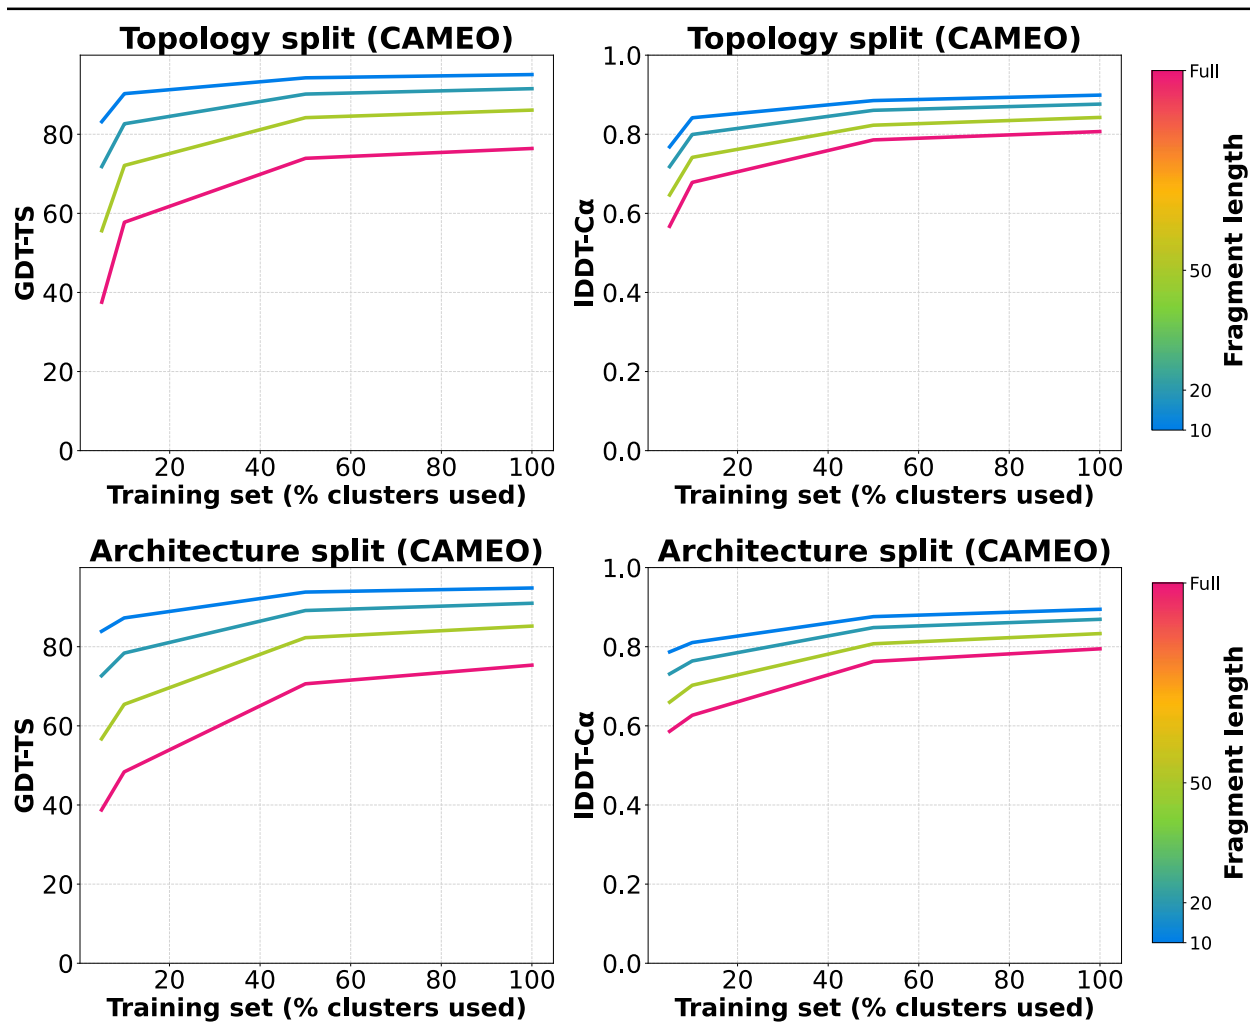 Topology split (CAMEO)
GDT-TS
80
60
40
20
0
20 40 60 80 100
Training set (% clusters used)
Topology split (CAMEO)
lDDT-Cα
1.0
0.8
0.6
0.4
0.2
0.0
20 40 60 80 100
Training set (% clusters used)
Full
50
20
10
Fragment length
Architecture split (CAMEO)
GDT-TS
80
60
40
20
0
20 40 60 80 100
Training set (% clusters used)
Architecture split (CAMEO)
lDDT-Cα
1.0
0.8
0.6
0.4
0.2
0.0
20 40 60 80 100
Training set (% clusters used)
Full
50
20
10
Fragment length